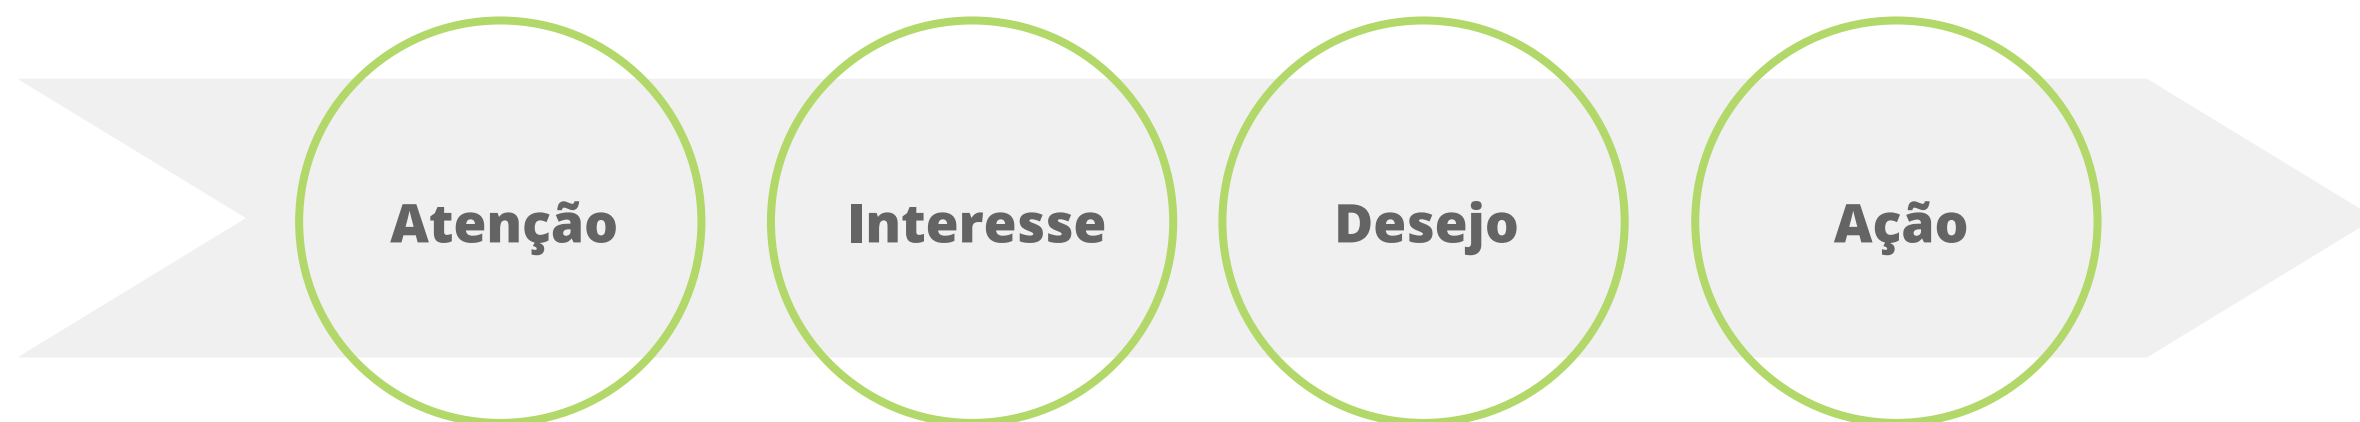 Atenção Interesse Desejo Ação